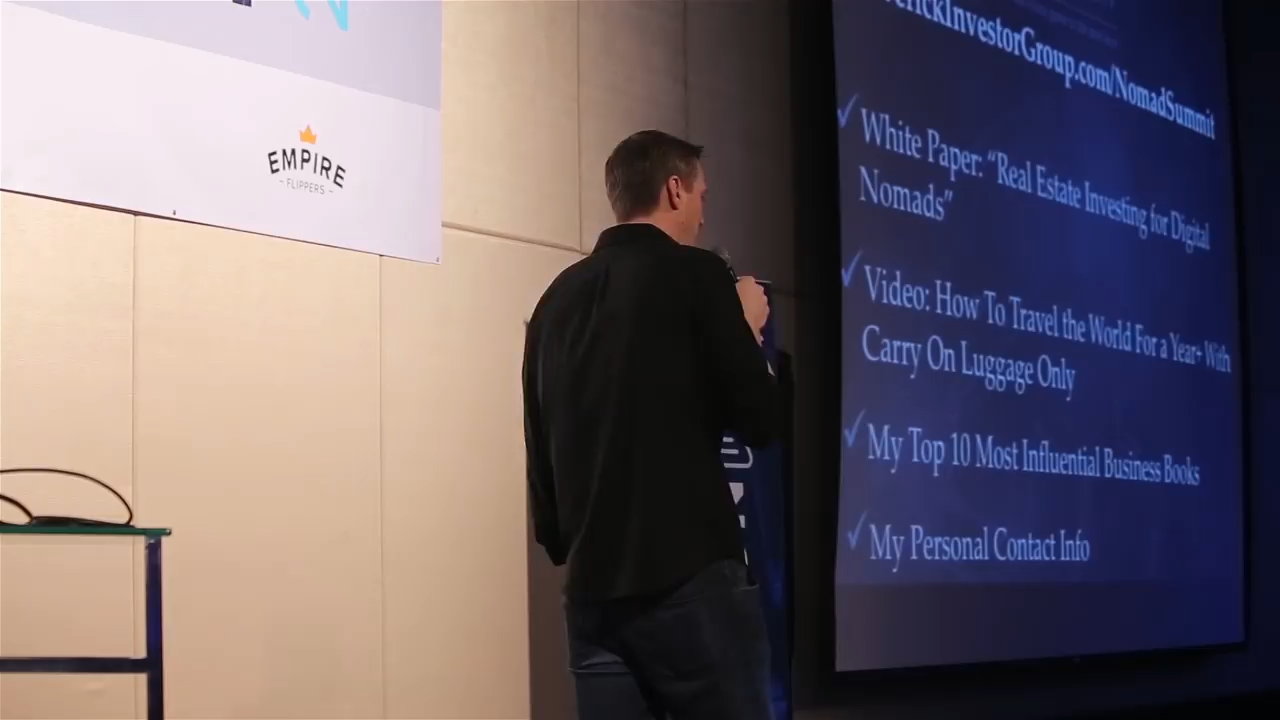 EMPIRE
FLIPPERS
erickInvestorGroup.com/NomadSummit
✓ White Paper: “Real Estate Investing for Digital
Nomads”
✓ Video: How To Travel the World For a Year+ With
Carry On Luggage Only
✓ My Top 10 Most Influential Business Books
✓ My Personal Contact Info